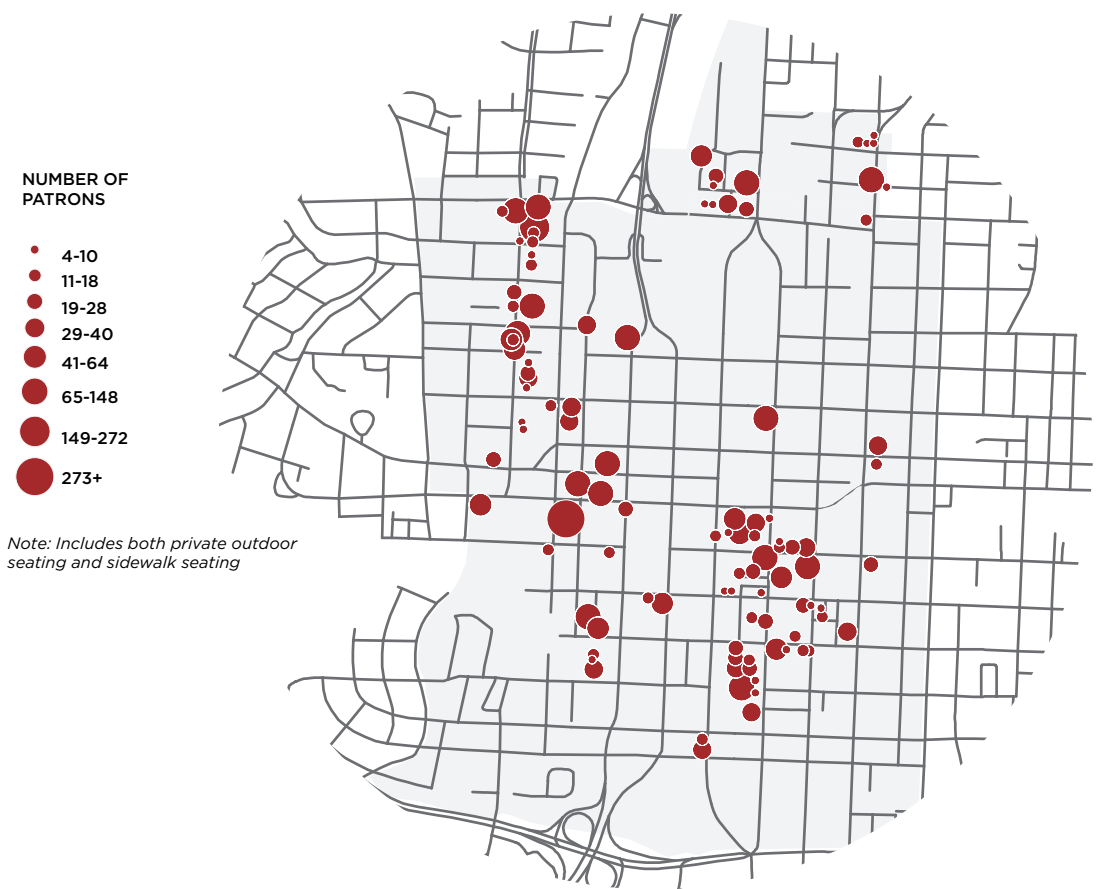 NUMBER OF
PATRONS
4-10
11-18
19-28
29-40
41-64
65-148
149-272
273+
Note: Includes both private outdoor
seating and sidewalk seating